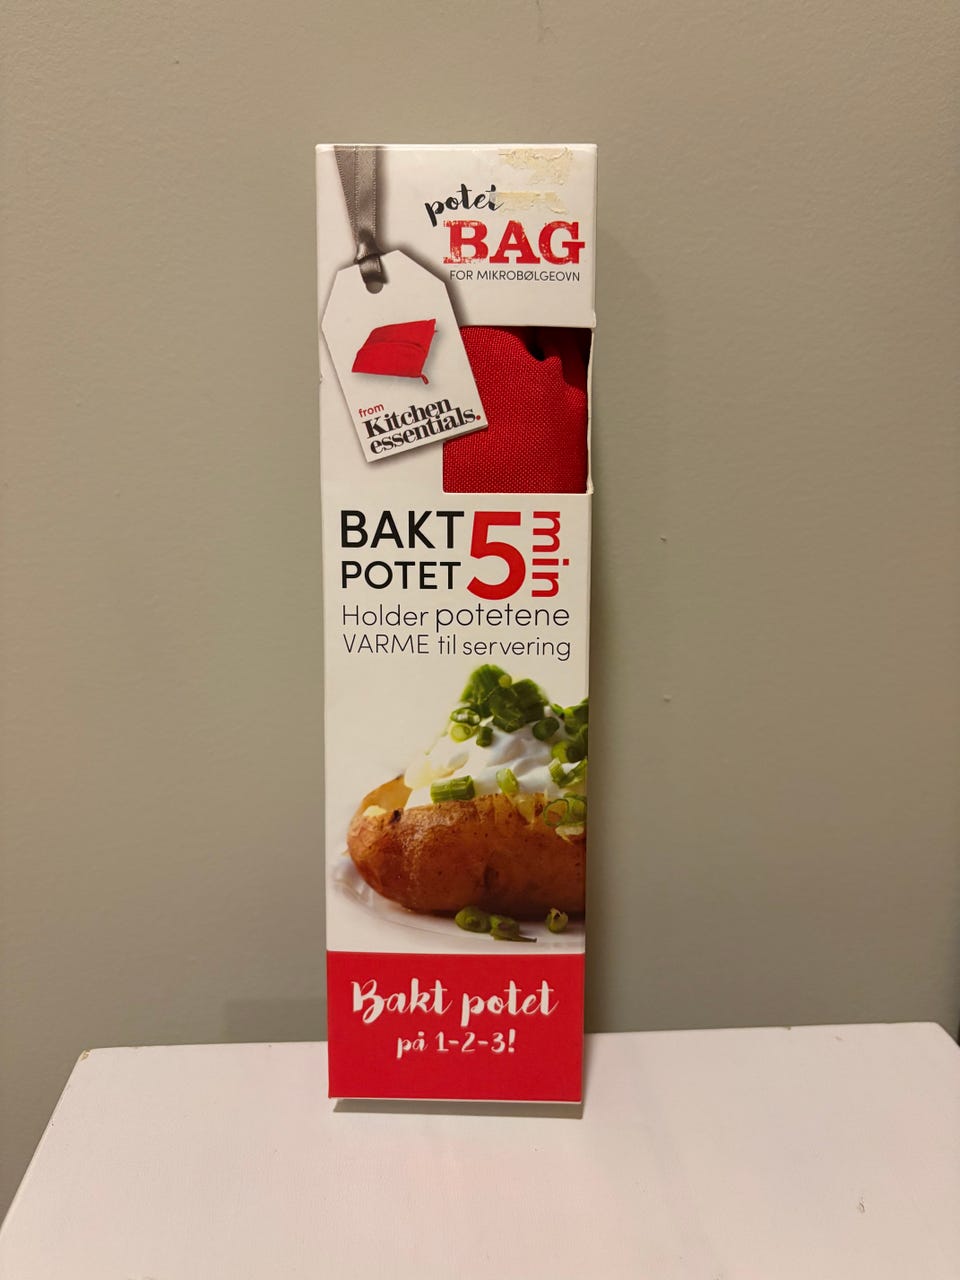 potet
BAG
FOR MIKROBØLGEOVN
from
Kitchen
essentials.
BAKT
POTET
5 min
Holder potetene
VARME til servering
Bakt potet
på 1-2-3!